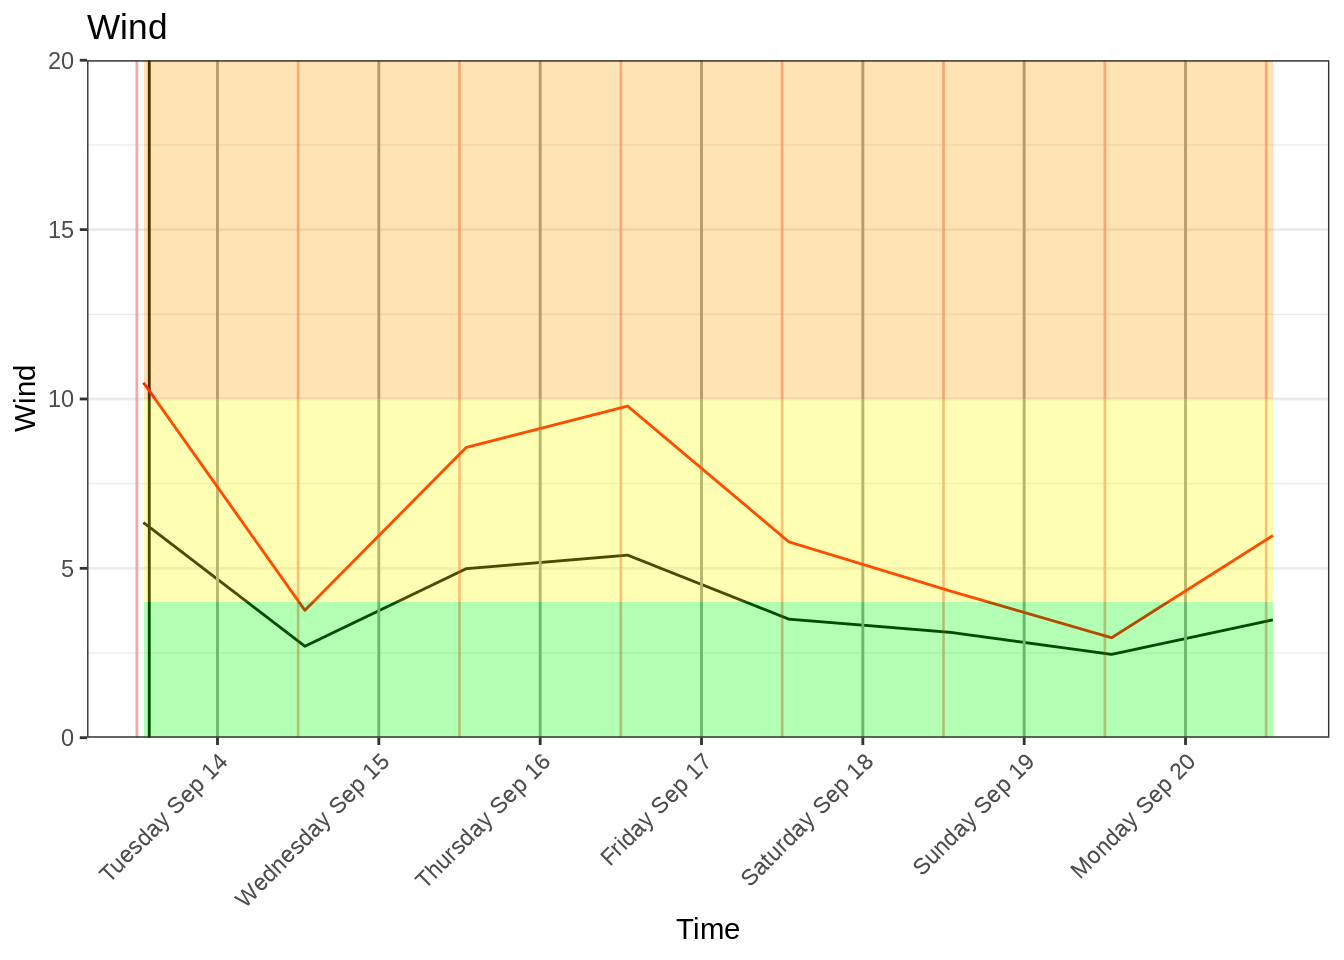 Wind
20
15
10
5
0
Wind
Tuesday Sep 14
Wednesday Sep 15
Thursday Sep 16
Friday Sep 17
Saturday Sep 18
Sunday Sep 19
Monday Sep 20
Time